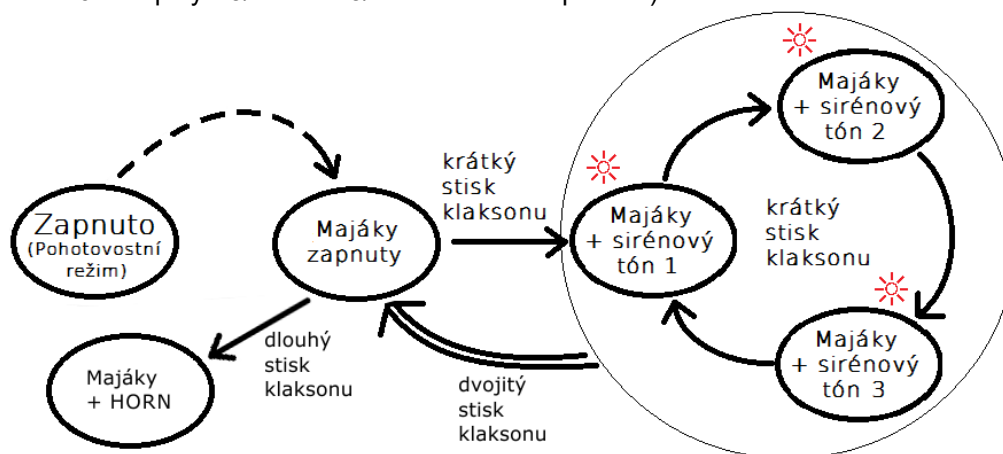 Zapnuto
(Pohotovostní
režim)
Majáky
zapnuty
krátký
stisk
klaksonu
Majáky
+ sirénový
tón 1
Majáky
+ sirénový
tón 2
krátký
stisk
klaksonu
Majáky
+ sirénový
tón 3
dvojitý
stisk
klaksonu
dlouhý
stisk
klaksonu
Majáky
+ HORN